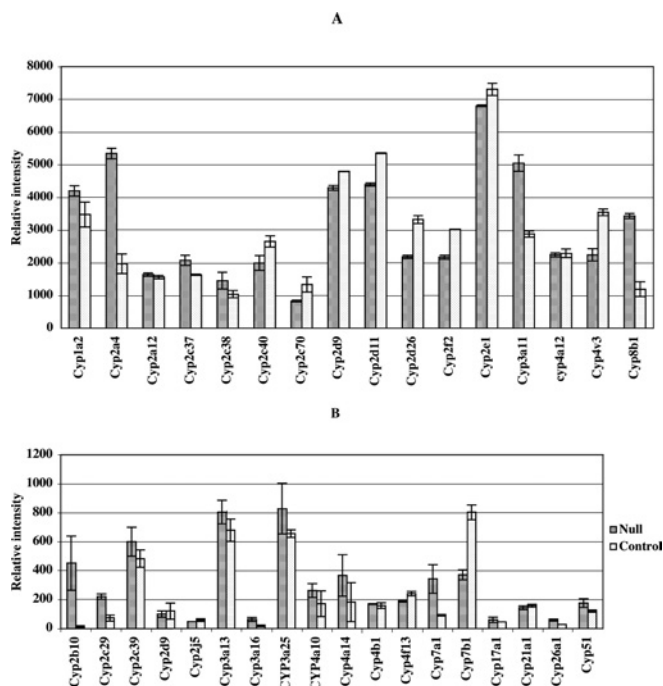 A
8000
7000
6000
5000
4000
3000
2000
1000
0
Relative intensity
Cyp1a2
Cyp2a4
Cyp2a12
Cyp2c37
Cyp2c38
Cyp2c40
Cyp2c70
Cyp2d9
Cyp2d11
Cyp2d26
Cyp2f2
Cyp2e1
Cyp3a11
cyp4a12
Cyp4v3
Cyp8b1
B
1200
1000
800
600
400
200
0
Relative intensity
Null
Control
Cyp2b10
Cyp2c29
Cyp2c39
Cyp2d9
Cyp2j5
Cyp3a13
Cyp3a16
CYP3a25
CYP4a10
Cyp4a14
Cyp4b1
Cyp4f13
Cyp7a1
Cyp7b1
Cyp17a1
Cyp21a1
Cyp26a1
Cyp51